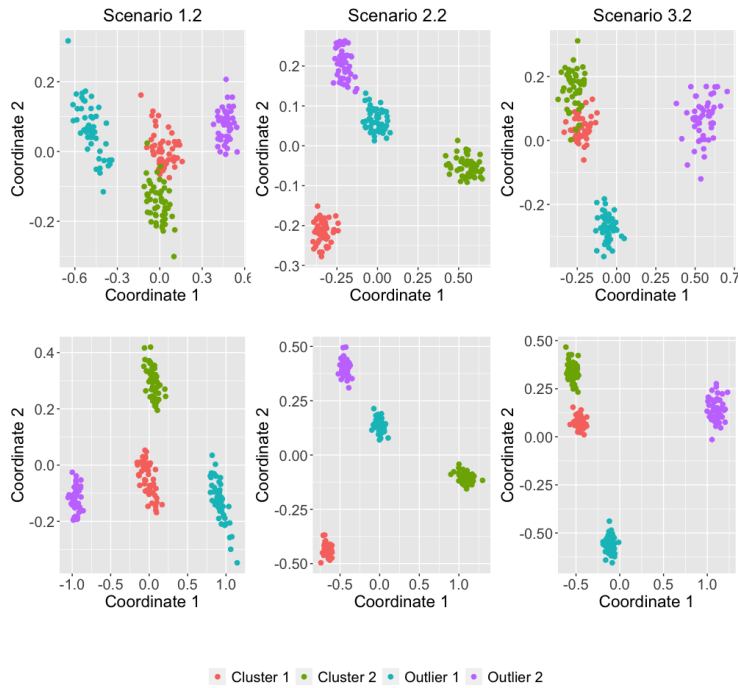 Scenario 1.2 Scenario 2.2 Scenario 3.2
Coordinate 2
0.2
0.0
-0.2
-0.6 -0.3 0.0 0.3 0.6
Coordinate 1
Coordinate 2
0.2
0.1
0.0
-0.1
-0.2
-0.3
-0.25 0.00 0.25 0.50
Coordinate 1
Coordinate 2
0.2
0.0
-0.2
-0.25 0.00 0.25 0.50 0.7
Coordinate 1
Coordinate 2
0.4
0.2
0.0
-0.2
-1.0 -0.5 0.0 0.5 1.0
Coordinate 1
Coordinate 2
0.50
0.25
0.00
-0.25
-0.50
-0.5 0.0 0.5 1.0
Coordinate 1
Coordinate 2
0.50
0.25
0.00
-0.25
-0.50
-0.5 0.0 0.5 1.0
Coordinate 1
Cluster 1 Cluster 2 Outlier 1 Outlier 2